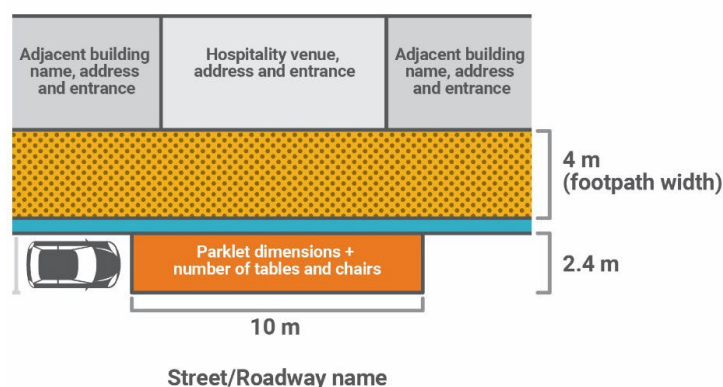 Adjacent building
name, address
and entrance
Hospitality venue,
address and entrance
Adjacent building
name, address
and entrance
4 m
(footpath width)
Parklet dimensions +
number of tables and chairs
2.4 m
10 m
Street/Roadway name